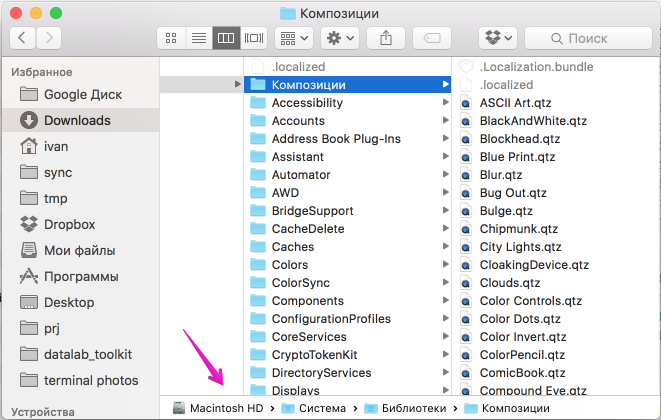 Композиции
Поиск
Избранное
Google Диск
Downloads
ivan
sync
tmp
Dropbox
Мои файлы
Программы
Desktop
prj
datalab_toolkit
terminal photos
Устройства
.localized
Композиции
Accessibility
Accounts
Address Book Plug-Ins
Assistant
Automator
AWD
BridgeSupport
CacheDelete
Caches
Colors
ColorSync
Components
ConfigurationProfiles
CoreServices
CryptoTokenKit
DirectoryServices
Displays
.Localization.bundle
.localized
ASCII Art.qtz
BlackAndWhite.qtz
Blockhead.qtz
Blue Print.qtz
Blur.qtz
Bug Out.qtz
Bulge.qtz
Chipmunk.qtz
City Lights.qtz
CloakingDevice.qtz
Clouds.qtz
Color Controls.qtz
Color Dots.qtz
Color Invert.qtz
ColorPencil.qtz
ComicBook.qtz
Compound Eye.qtz
Macintosh HD > Система > Библиотеки > Композиции